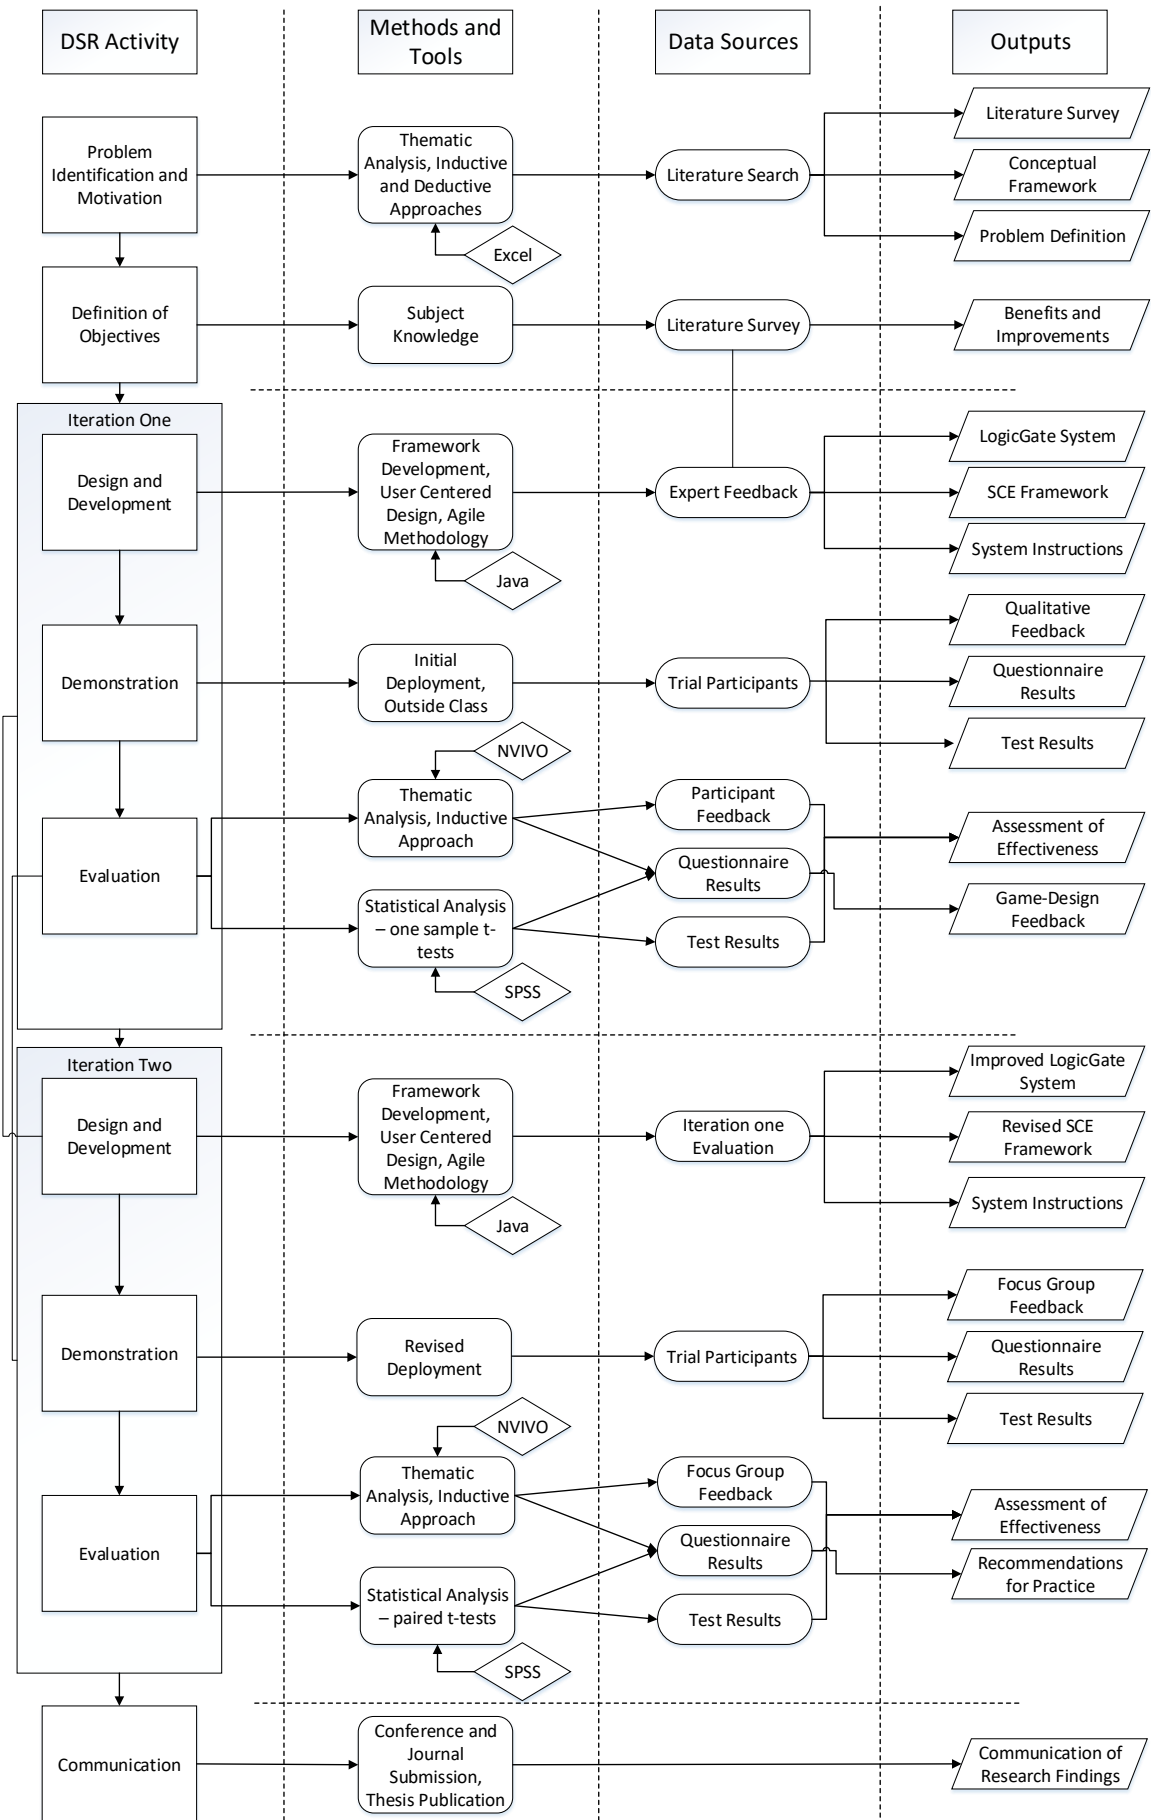 DSR Activity
Methods and
Tools
Data Sources
Outputs
Problem
Identification and
Motivation
Thematic
Analysis, Inductive
and Deductive
Approaches
Excel
Literature Search
Literature Survey
Conceptual
Framework
Problem Definition
Definition of
Objectives
Subject
Knowledge
Literature Survey
Benefits and
Improvements
Iteration One
Design and
Development
Framework
Development,
User Centered
Design, Agile
Methodology
Java
Expert Feedback
LogicGate System
SCE Framework
System Instructions
Demonstration
Initial
Deployment,
Outside Class
Trial Participants
Qualitative
Feedback
Questionnaire
Results
Test Results
Evaluation
NVIVO
Thematic
Analysis, Inductive
Approach
Statistical Analysis
– one sample t-
tests
SPSS
Participant
Feedback
Questionnaire
Results
Test Results
Assessment of
Effectiveness
Game-Design
Feedback
Iteration Two
Design and
Development
Framework
Development,
User Centered
Design, Agile
Methodology
Java
Iteration one
Evaluation
Improved LogicGate
System
Revised SCE
Framework
System Instructions
Demonstration
Revised
Deployment
Trial Participants
Focus Group
Feedback
Questionnaire
Results
Test Results
Evaluation
NVIVO
Thematic
Analysis, Inductive
Approach
Statistical Analysis
– paired t-tests
SPSS
Focus Group
Feedback
Questionnaire
Results
Test Results
Assessment of
Effectiveness
Recommendations
for Practice
Communication
Conference and
Journal
Submission,
Thesis Publication
Communication of
Research Findings